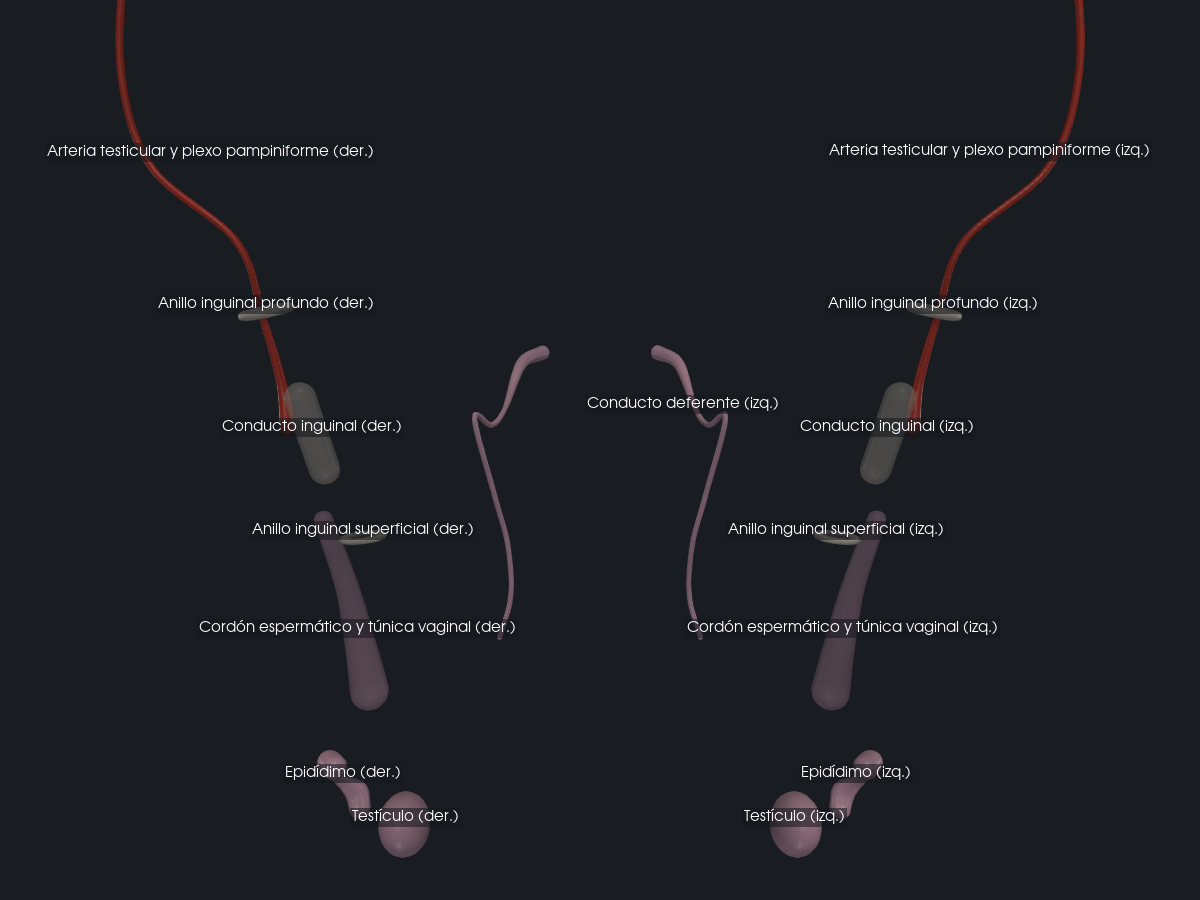 Arteria testicular y plexo pampiniforme (der.)
Arteria testicular y plexo pampiniforme (izq.)
Anillo inguinal profundo (der.)
Anillo inguinal profundo (izq.)
Conducto deferente (izq.)
Conducto inguinal (der.)
Conducto inguinal (izq.)
Anillo inguinal superficial (der.)
Anillo inguinal superficial (izq.)
Cordón espermático y túnica vaginal (der.)
Cordón espermático y túnica vaginal (izq.)
Epidídimo (der.)
Epidídimo (izq.)
Testículo (der.)
Testículo (izq.)